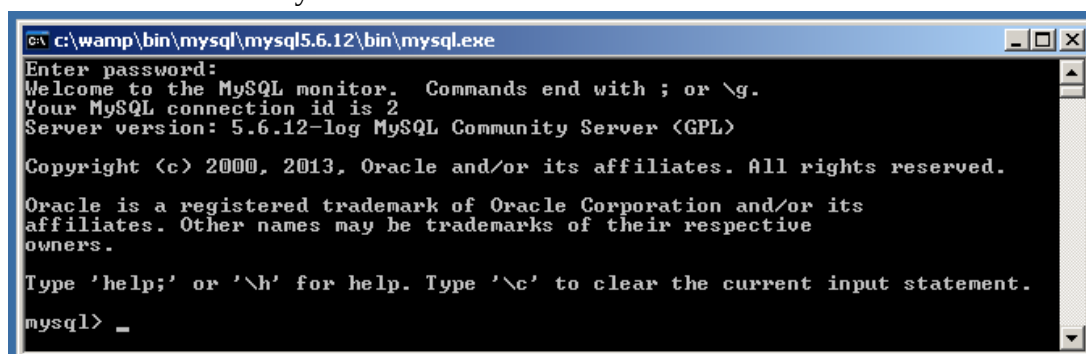 c:\wamp\bin\mysql\mysql5.6.12\bin\mysql.exe
Enter password:
Welcome to the MySQL monitor.  Commands end with ; or \g.
Your MySQL connection id is 2
Server version: 5.6.12-log MySQL Community Server (GPL)
Copyright (c) 2000, 2013, Oracle and/or its affiliates. All rights reserved.
Oracle is a registered trademark of Oracle Corporation and/or its
affiliates. Other names may be trademarks of their respective
owners.
Type 'help;' or '\h' for help. Type '\c' to clear the current input statement.
mysql> _